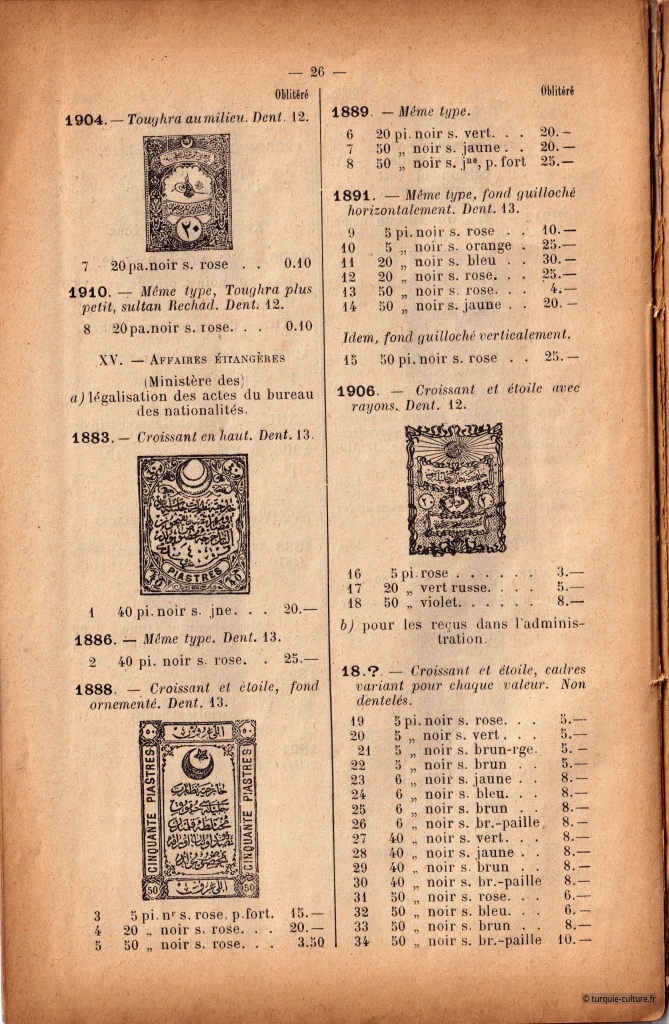 — 26 —
Oblitéré
1904. — Toughra au milieu. Dent. 12.
٢٠
7 20 pa. noir s. rose . . 0.10
1910. — Même type, Toughra plus
petit, sultan Rechad. Dent. 12.
8 20 pa. noir s. rose. . . 0.10
XV. — AFFAIRES ÉTRANGÈRES
(Ministère des)
a) légalisation des actes du bureau
des nationalités.
1883. — Croissant en haut. Dent. 13.
40 PIASTRES 40
1 40 pi. noir s. jne. . . 20.—
1886. — Même type. Dent. 13.
2 40 pi. noir s. rose. . 25.—
1888. — Croissant et étoile, fond
ornementé. Dent. 13.
CINQUANTE PIASTRES
CINQUANTE PIASTRES
50 50
3 5 pi. nr s. rose, p. fort. 15.—
4 20 „ noir s. rose. . . 20.—
5 50 „ noir s. rose. . . 3.50
Oblitéré
1889. — Même type.
6 20 pi. noir s. vert. . . 20.—
7 50 „ noir s. jaune . . 20.—
8 50 „ noir s. jne, p. fort 25.—
1891. — Même type, fond guilloché
horizontalement. Dent. 13.
9 5 pi. noir s. rose . . 10.—
10 5 „ noir s. orange . 25.—
11 20 „ noir s. bleu . . 30.—
12 20 „ noir s. rose. . . 25.—
13 50 „ noir s. rose. . . 4.—
14 50 „ noir s. jaune . . 20.—
Idem, fond guilloché verticalement.
15 50 pi. noir s. rose . . 25.—
1906. — Croissant et étoile avec
rayons. Dent. 12.
16 5 pi. rose . . . . . . 3.—
17 20 „ vert russe. . . . 5.—
18 50 „ violet. . . . . . 8.—
b) pour les reçus dans l'adminis-
tration.
18.? — Croissant et étoile, cadres
variant pour chaque valeur. Non
dentelés.
19 5 pi. noir s. rose. . . 5.—
20 5 „ noir s. vert . . . 5.—
21 5 „ noir s. brun-rge. 5.—
22 5 „ noir s. brun . . 5.—
23 6 „ noir s. jaune . . 8.—
24 6 „ noir s. bleu. . . 8.—
25 6 „ noir s. brun . . 8.—
26 6 „ noir s. br.-paille 8.—
27 40 „ noir s. vert. . . 8.—
28 40 „ noir s. jaune . . 8.—
29 40 „ noir s. brun . . 8.—
30 40 „ noir s. br.-paille 8.—
31 50 „ noir s. rose. . . 6.—
32 50 „ noir s. bleu. . . 6.—
33 50 „ noir s. brun . . 8.—
34 50 „ noir s. br.-paille 10.—
© turquie-culture.fr